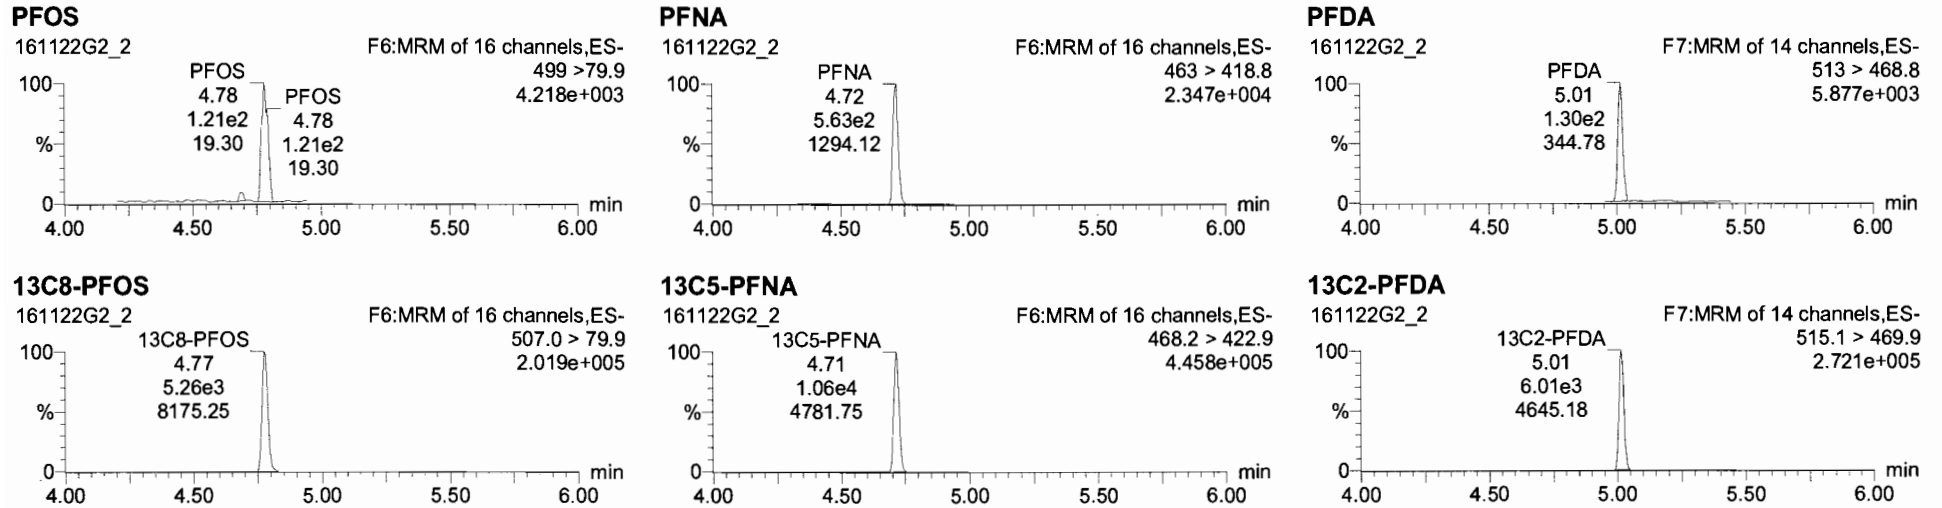 PFOS
161122G2_2
F6:MRM of 16 channels,ES-
499 >79.9
4.218e+003
PFOS
4.78
1.21e2
19.30
PFOS
4.78
1.21e2
19.30
100
%
0
4.00 4.50 5.00 5.50 6.00
min
PFNA
161122G2_2
F6:MRM of 16 channels,ES-
463 > 418.8
2.347e+004
PFNA
4.72
5.63e2
1294.12
100
%
0
4.00 4.50 5.00 5.50 6.00
min
PFDA
161122G2_2
F7:MRM of 14 channels,ES-
513 > 468.8
5.877e+003
PFDA
5.01
1.30e2
344.78
100
%
0
4.00 4.50 5.00 5.50 6.00
min
13C8-PFOS
161122G2_2
F6:MRM of 16 channels,ES-
507.0 > 79.9
2.019e+005
13C8-PFOS
4.77
5.26e3
8175.25
100
%
0
4.00 4.50 5.00 5.50 6.00
min
13C5-PFNA
161122G2_2
F6:MRM of 16 channels,ES-
468.2 > 422.9
4.458e+005
13C5-PFNA
4.71
1.06e4
4781.75
100
%
0
4.00 4.50 5.00 5.50 6.00
min
13C2-PFDA
161122G2_2
F7:MRM of 14 channels,ES-
515.1 > 469.9
2.721e+005
13C2-PFDA
5.01
6.01e3
4645.18
100
%
0
4.00 4.50 5.00 5.50 6.00
min